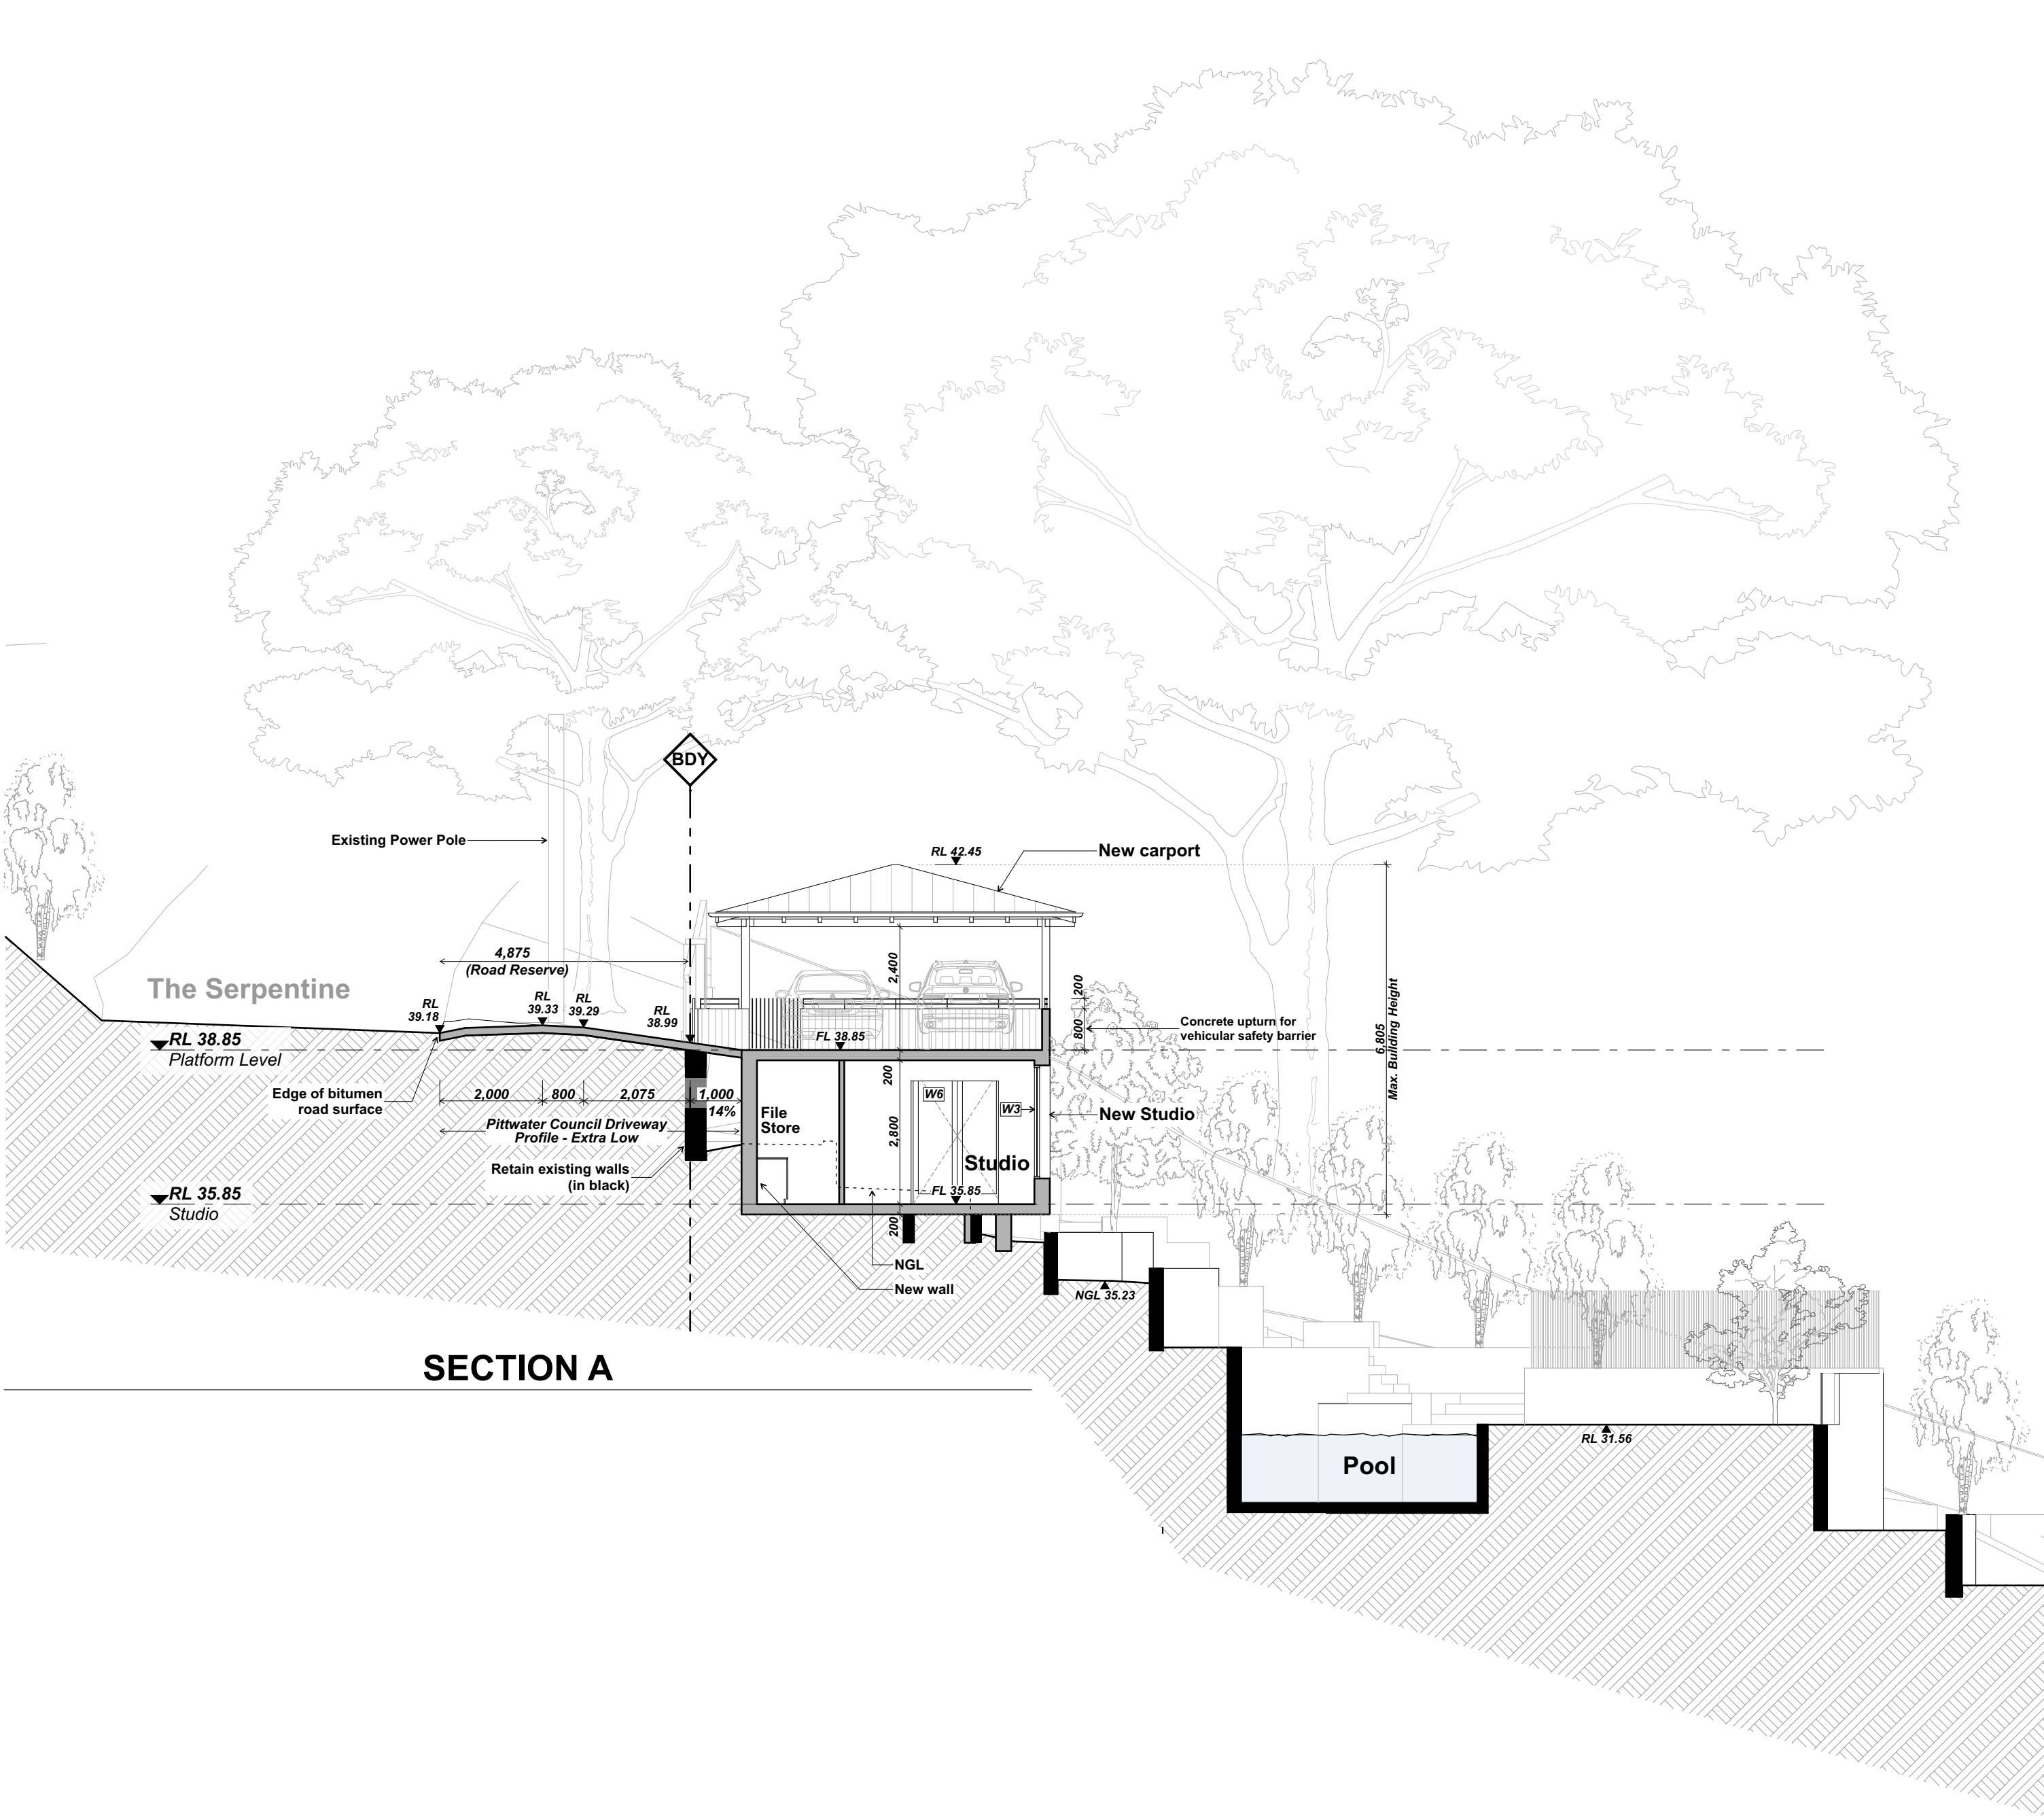 BDY
Existing Power Pole
RL 42.45
New carport
4,875
(Road Reserve)
The Serpentine
2,400
200
6,805
Max. Building Height
RL
39.18
RL
39.33
RL
39.29
RL
38.99
Concrete upturn for
vehicular safety barrier
800
RL 38.85
Platform Level
FL 38.85
Edge of bitumen
road surface
2,000
800
2,075
1,000
14%
200
W6
W3
File
Store
New Studio
Pittwater Council Driveway
Profile - Extra Low
2,800
Studio
Retain existing walls
(in black)
RL 35.85
Studio
FL 35.85
200
NGL
New wall
NGL 35.23
SECTION A
Pool
RL 31.56